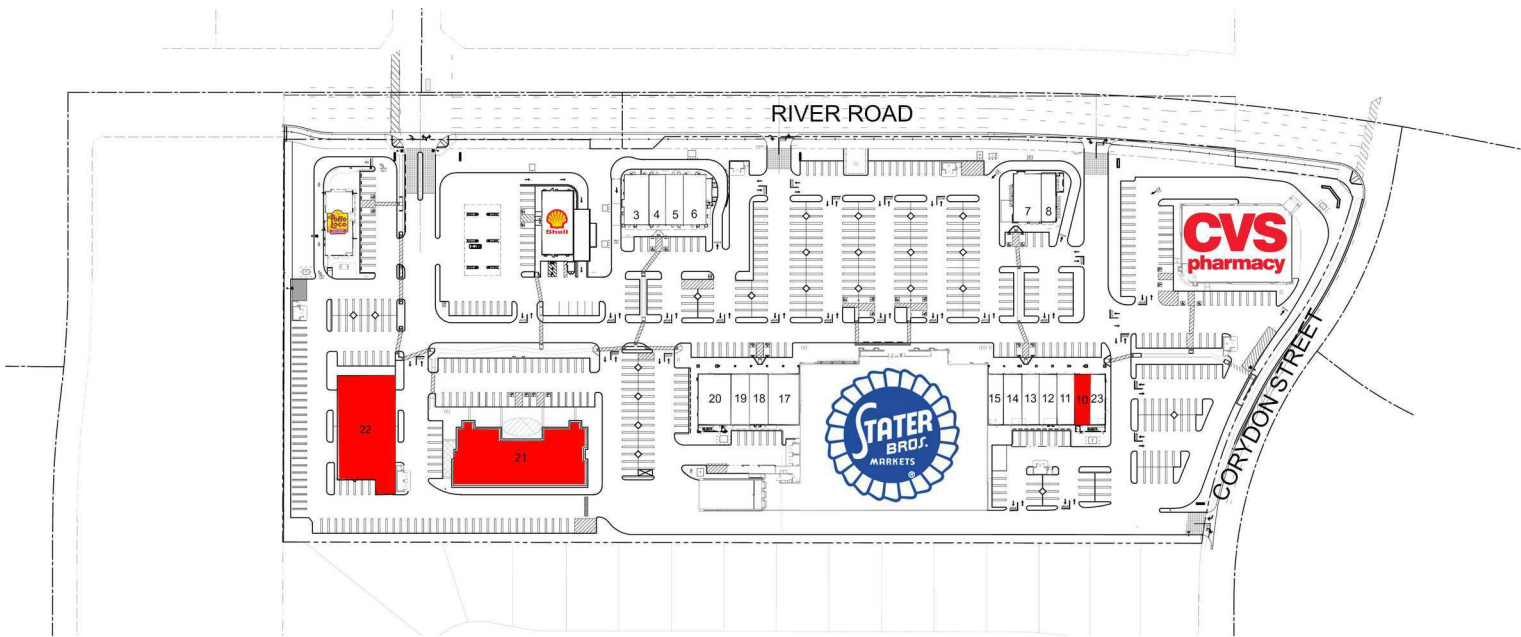 RIVER ROAD
Pollo
Loco
Shell
3 4 5 6
7 8
CVS
pharmacy
CORYDON STREET
22
21
20 19 18 17
STATER
BROS.
MARKETS
®
15 14 13 12 11 10 23